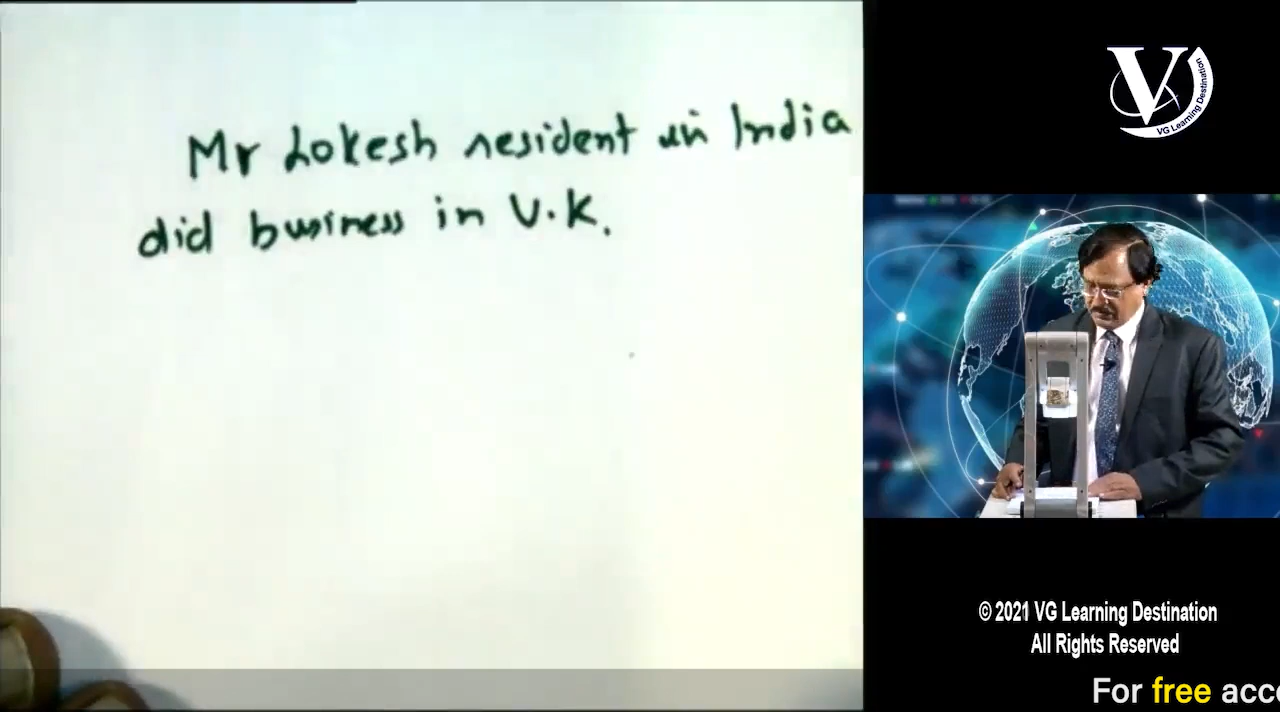 Mr Lokesh resident in India
did business in U.K.
V
VG Learning Destination
© 2021 VG Learning Destination
All Rights Reserved
For free acce